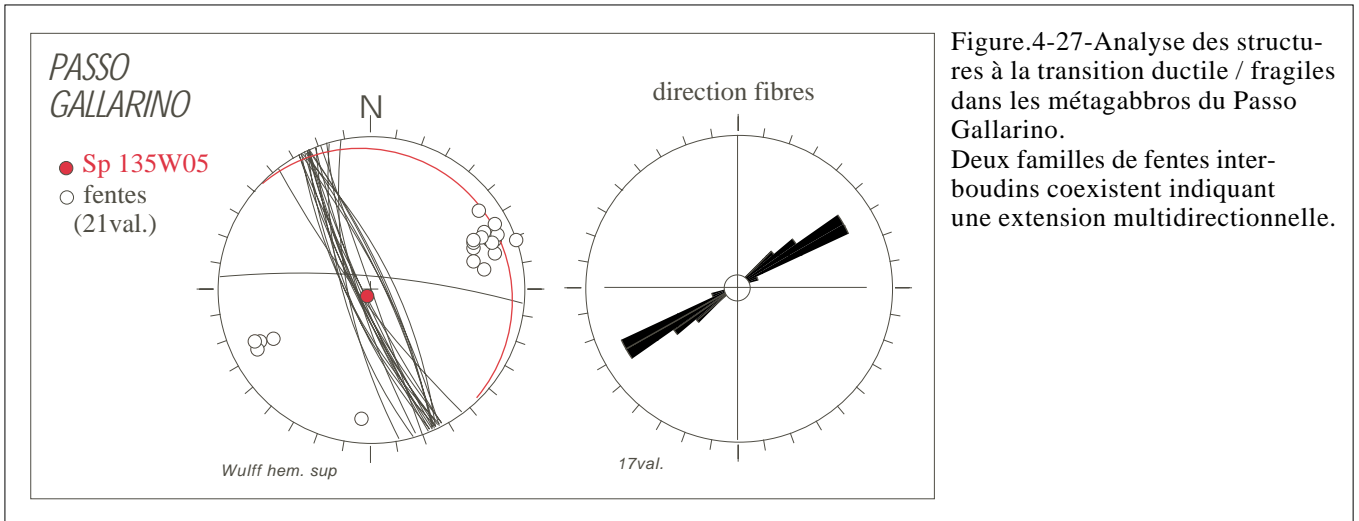 PASSO
GALLARINO
N
Sp 135W05
fentes
(21val.)
Wulff hem. sup
direction fibres
17val.
Figure.4-27-Analyse des structu-
res à la transition ductile / fragiles
dans les métagabbros du Passo
Gallarino.
Deux familles de fentes inter-
boudins coexistent indiquant
une extension multidirectionnelle.